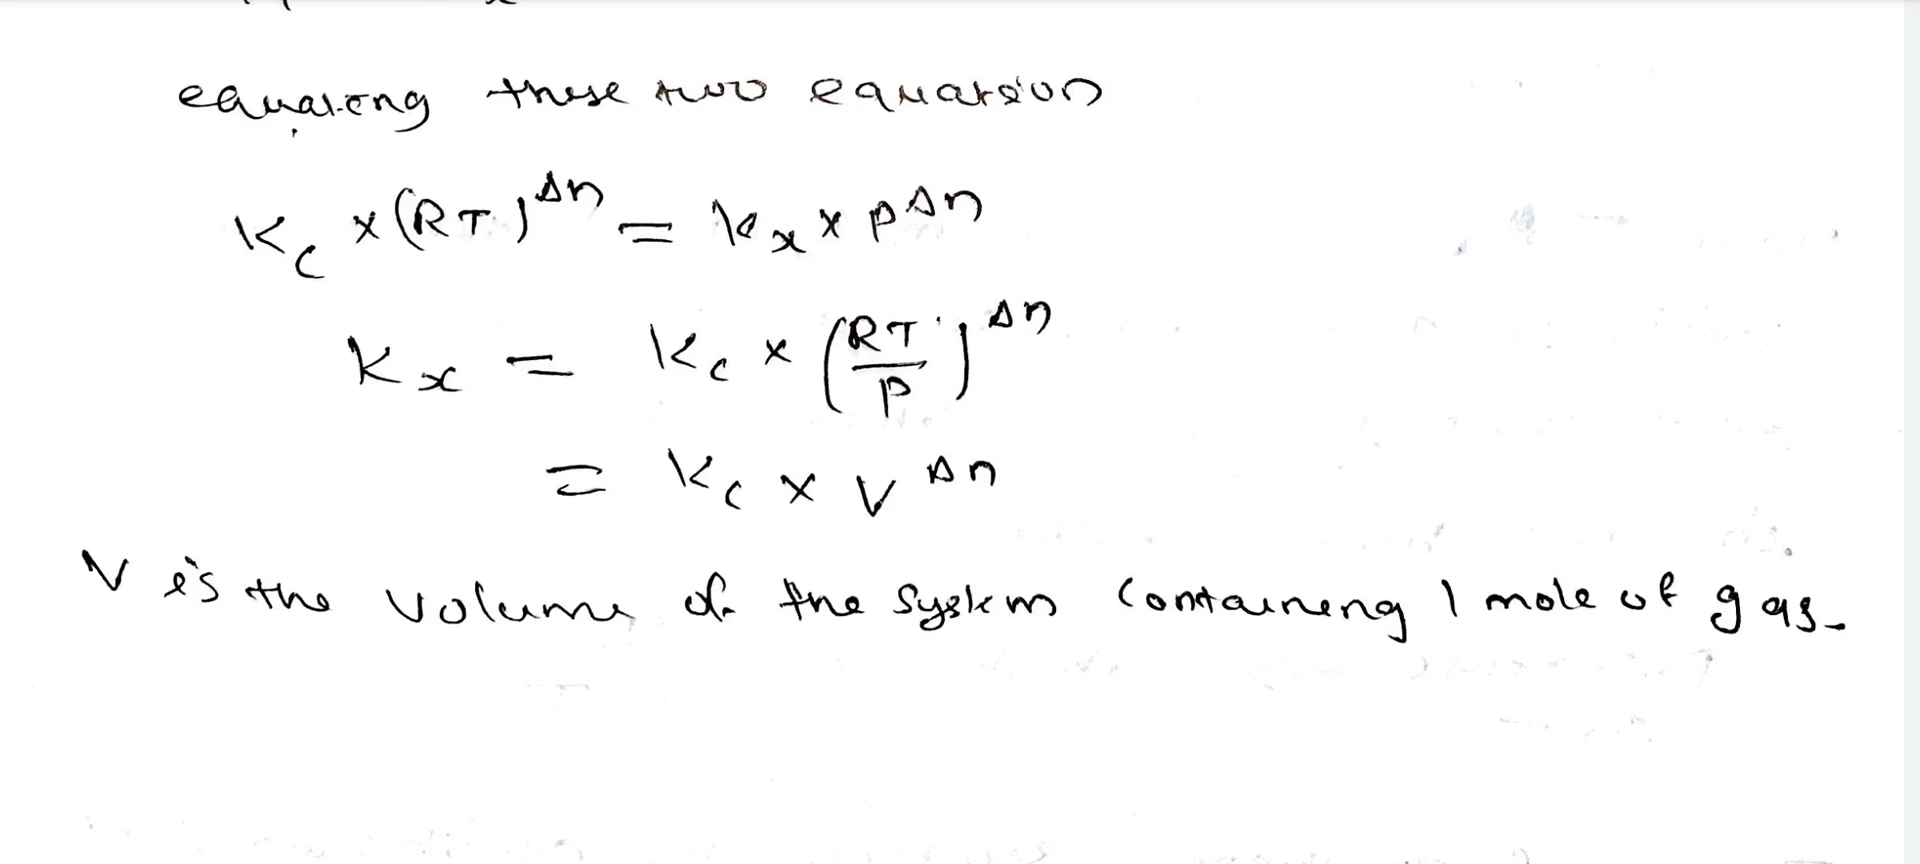 equating these two equation
Kc × (RT)^Δn = Kx × P^Δn
Kx = Kc × (RT/P)^Δn
= Kc × V^Δn
V is the volume of the system containing 1 mole of gas.